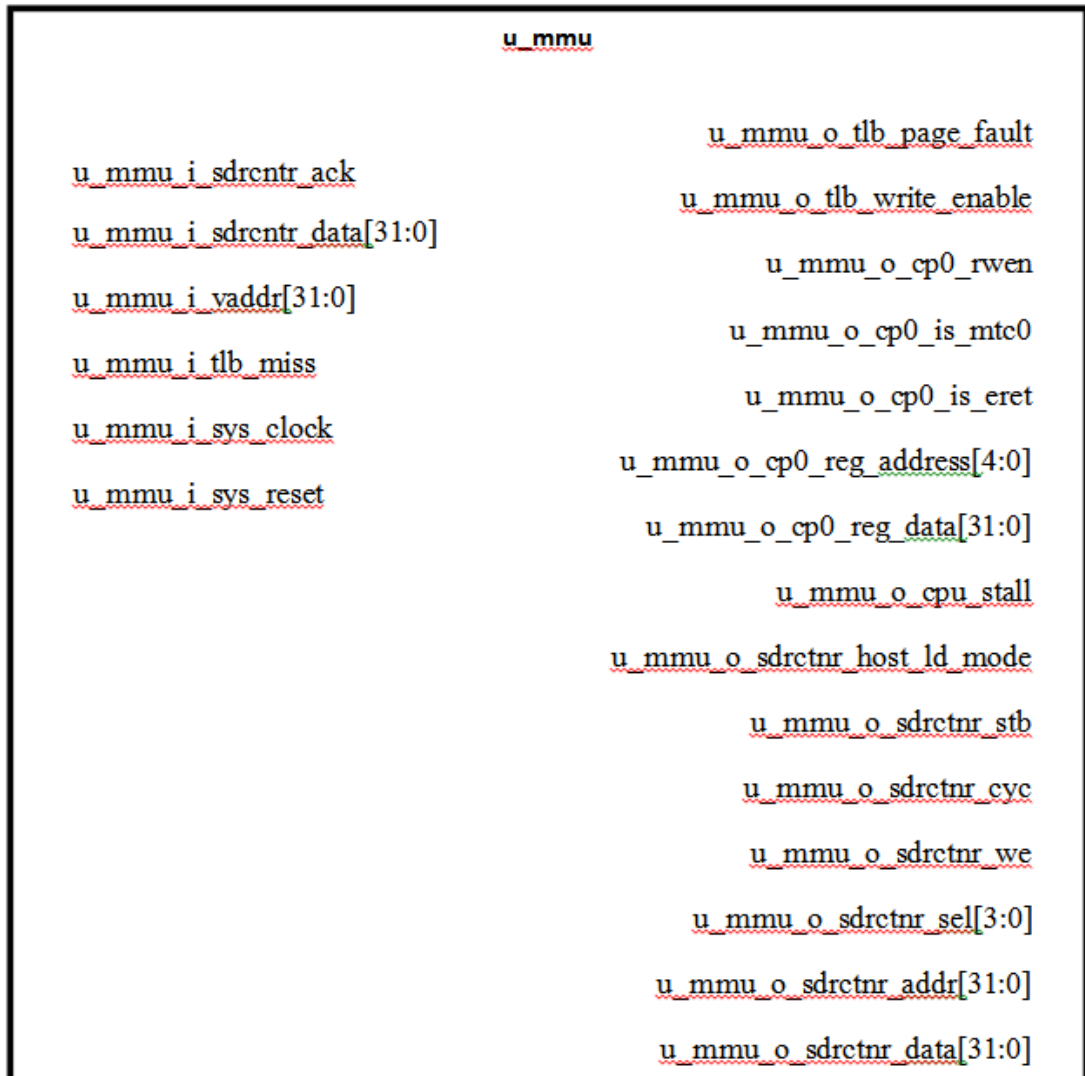 u_mmu
u_mmu_i_sdrcntr_ack
u_mmu_i_sdrcntr_data[31:0]
u_mmu_i_vaddr[31:0]
u_mmu_i_tlb_miss
u_mmu_i_sys_clock
u_mmu_i_sys_reset
u_mmu_o_tlb_page_fault
u_mmu_o_tlb_write_enable
u_mmu_o_cp0_rwen
u_mmu_o_cp0_is_mtc0
u_mmu_o_cp0_is_eret
u_mmu_o_cp0_reg_address[4:0]
u_mmu_o_cp0_reg_data[31:0]
u_mmu_o_cpu_stall
u_mmu_o_sdrctnr_host_ld_mode
u_mmu_o_sdrctnr_stb
u_mmu_o_sdrctnr_cyc
u_mmu_o_sdrctnr_we
u_mmu_o_sdrctnr_sel[3:0]
u_mmu_o_sdrctnr_addr[31:0]
u_mmu_o_sdrctnr_data[31:0]